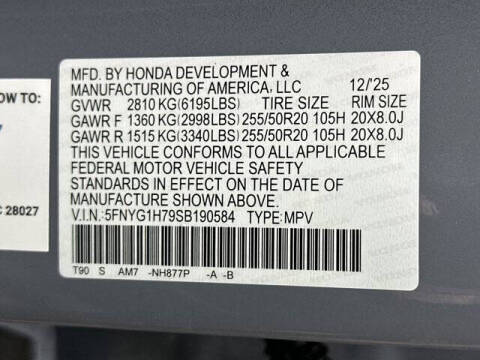 MFD. BY HONDA DEVELOPMENT &
MANUFACTURING OF AMERICA, LLC 12/'25
GVWR 2810 KG(6195LBS) TIRE SIZE RIM SIZE
GAWR F 1360 KG(2998LBS) 255/50R20 105H 20X8.0J
GAWR R 1515 KG(3340LBS) 255/50R20 105H 20X8.0J
THIS VEHICLE CONFORMS TO ALL APPLICABLE
FEDERAL MOTOR VEHICLE SAFETY
STANDARDS IN EFFECT ON THE DATE OF
MANUFACTURE SHOWN ABOVE.
V.I.N.:5FNYG1H79SB190584 TYPE:MPV
T90 S AM7 -NH877P -A -B
OW TO:
28027